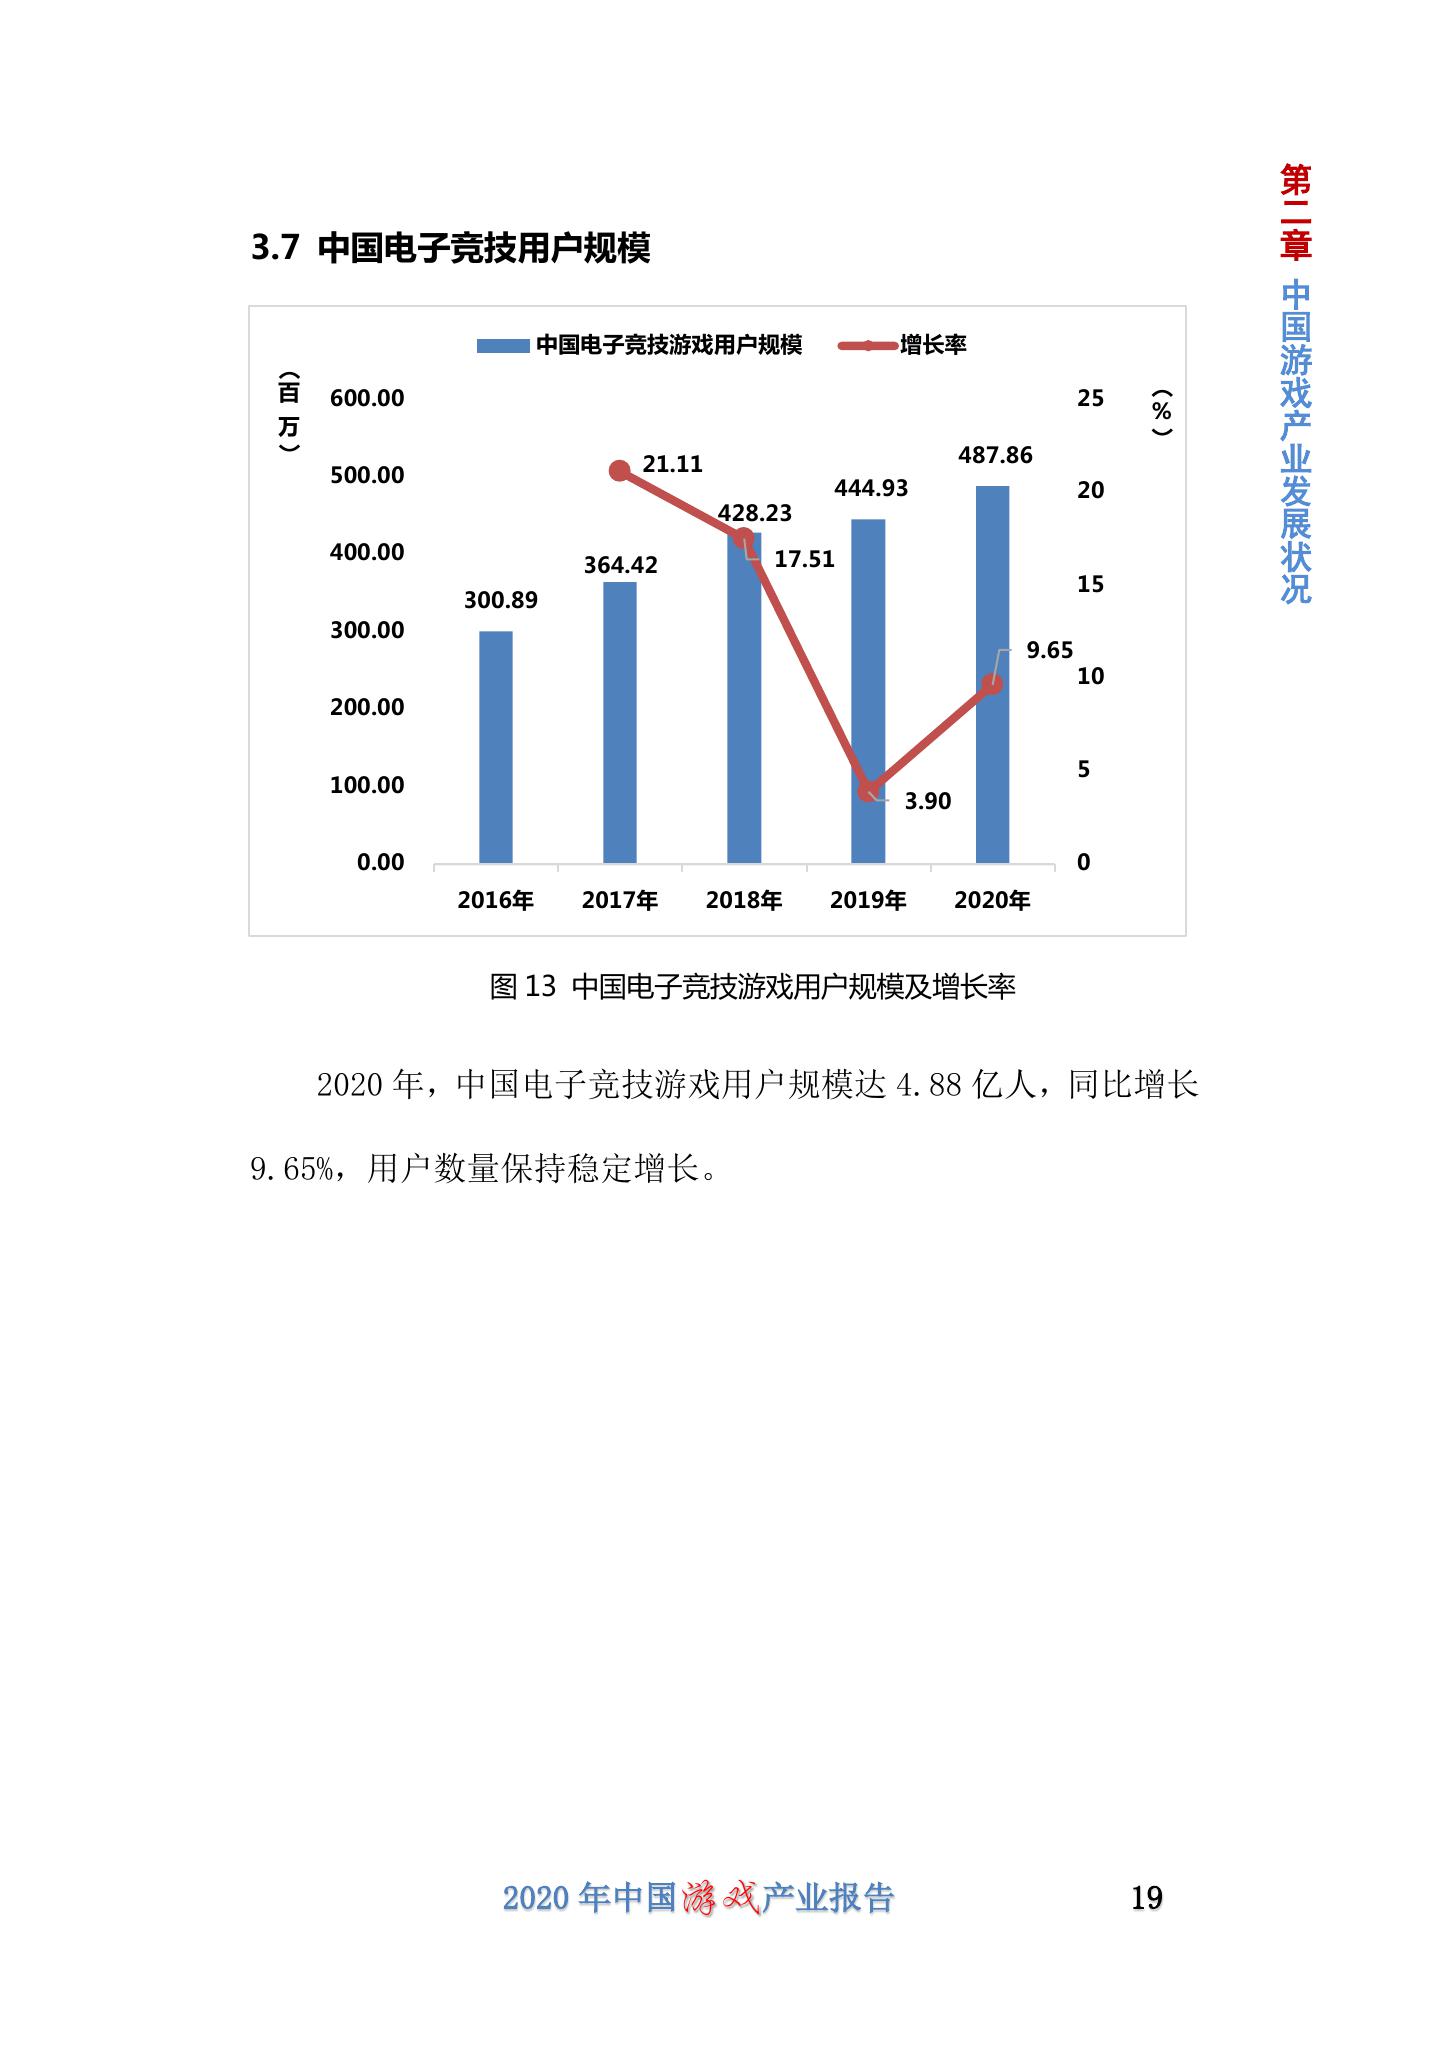 第二章 中国游戏产业发展状况
3.7 中国电子竞技用户规模
中国电子竞技游戏用户规模 增长率
（百万）
（%）
600.00
500.00
400.00
300.00
200.00
100.00
0.00
25
20
15
10
5
0
300.89
364.42
428.23
444.93
487.86
21.11
17.51
3.90
9.65
2016年 2017年 2018年 2019年 2020年
图 13 中国电子竞技游戏用户规模及增长率
2020 年，中国电子竞技游戏用户规模达 4.88 亿人，同比增长
9.65%，用户数量保持稳定增长。
2020 年中国游戏产业报告 19